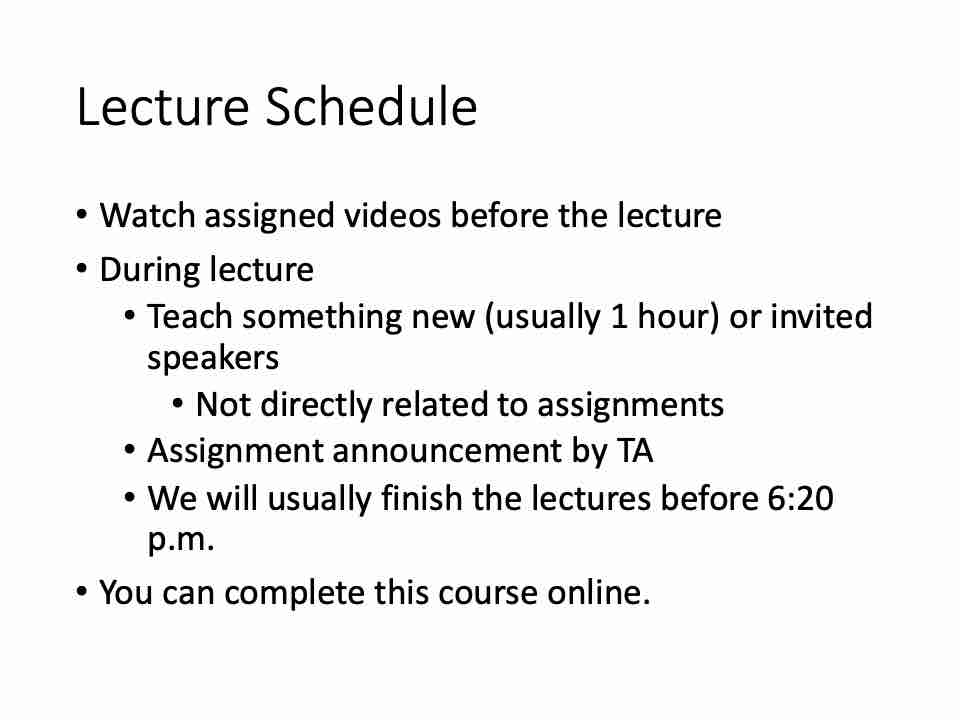 Lecture Schedule
• Watch assigned videos before the lecture
• During lecture
• Teach something new (usually 1 hour) or invited
speakers
• Not directly related to assignments
• Assignment announcement by TA
• We will usually finish the lectures before 6:20
p.m.
• You can complete this course online.